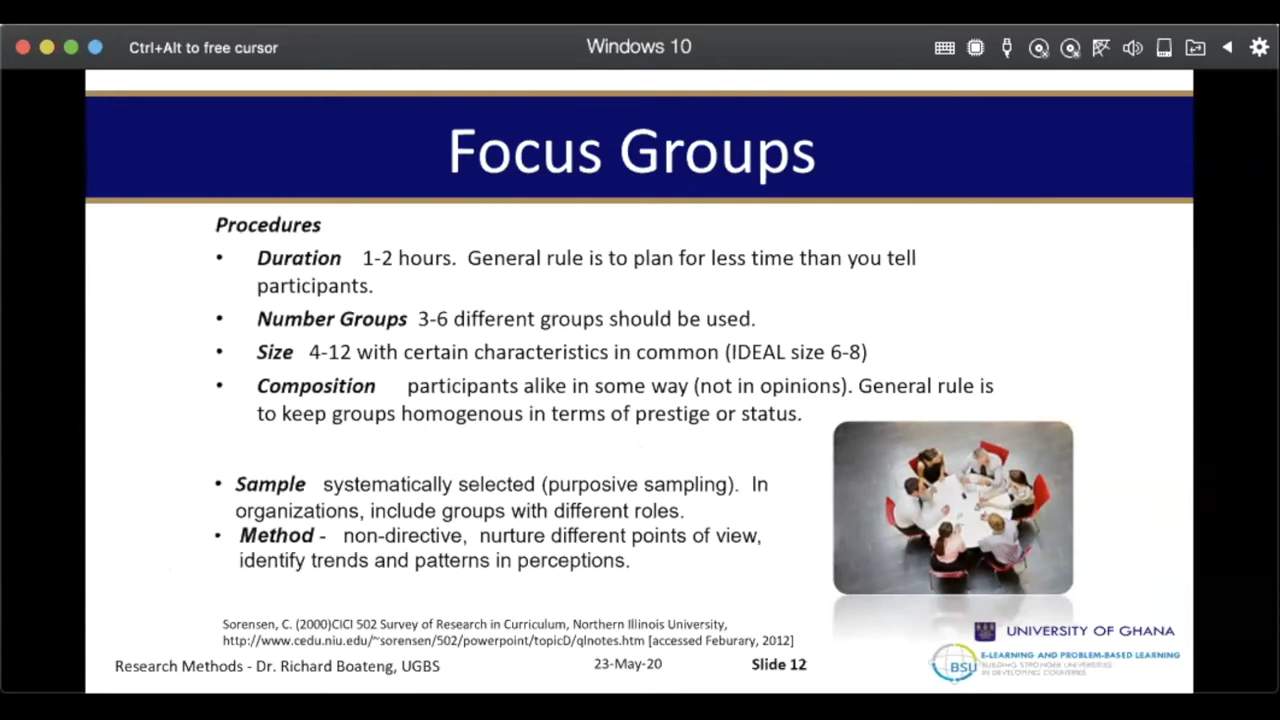 Ctrl+Alt to free cursor
Windows 10
Focus Groups
Procedures
• Duration 1-2 hours. General rule is to plan for less time than you tell
participants.
• Number Groups 3-6 different groups should be used.
• Size 4-12 with certain characteristics in common (IDEAL size 6-8)
• Composition participants alike in some way (not in opinions). General rule is
to keep groups homogenous in terms of prestige or status.
• Sample systematically selected (purposive sampling). In
organizations, include groups with different roles.
• Method - non-directive, nurture different points of view,
identify trends and patterns in perceptions.
Sorensen, C. (2000)CICI 502 Survey of Research in Curriculum, Northern Illinois University,
http://www.cedu.niu.edu/~sorensen/502/powerpoint/topicD/qlnotes.htm [accessed Feburary, 2012]
UNIVERSITY OF GHANA
BSU
E-LEARNING AND PROBLEM-BASED LEARNING
BUILDING STRONGER UNIVERSITIES
IN DEVELOPING COUNTRIES
Research Methods - Dr. Richard Boateng, UGBS
23-May-20
Slide 12